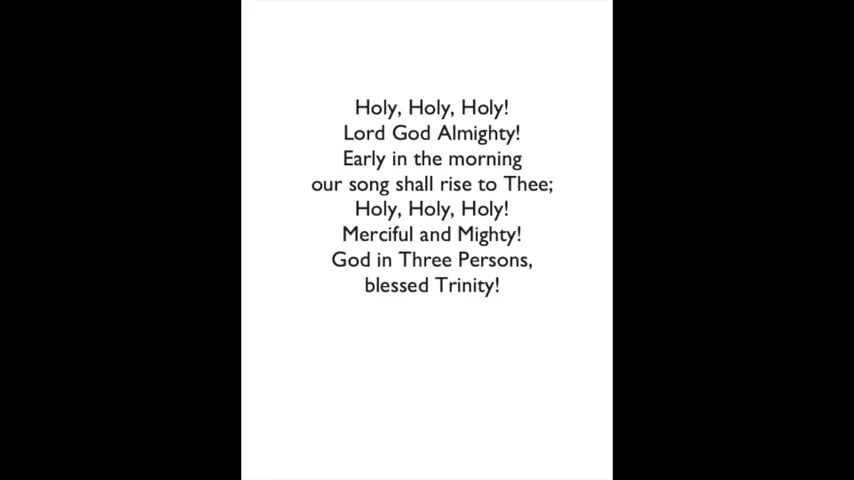 Holy, Holy, Holy!
Lord God Almighty!
Early in the morning
our song shall rise to Thee;
Holy, Holy, Holy!
Merciful and Mighty!
God in Three Persons,
blessed Trinity!